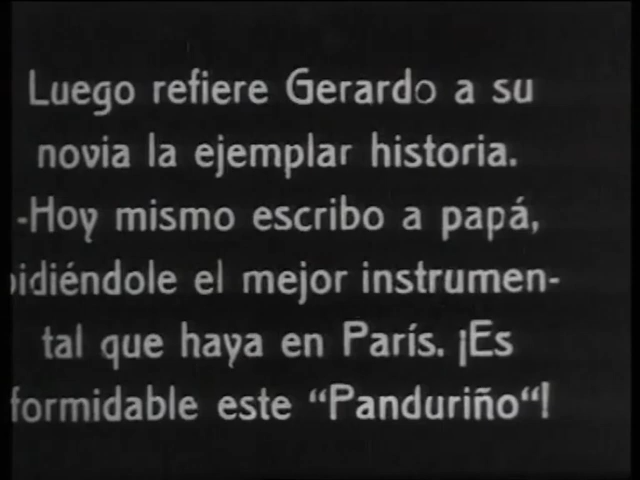 Luego refiere Gerardo a su
novia la ejemplar historia.
-Hoy mismo escribo a papá,
pidiéndole el mejor instrumen-
tal que haya en París. ¡Es
formidable este “Panduriño“!